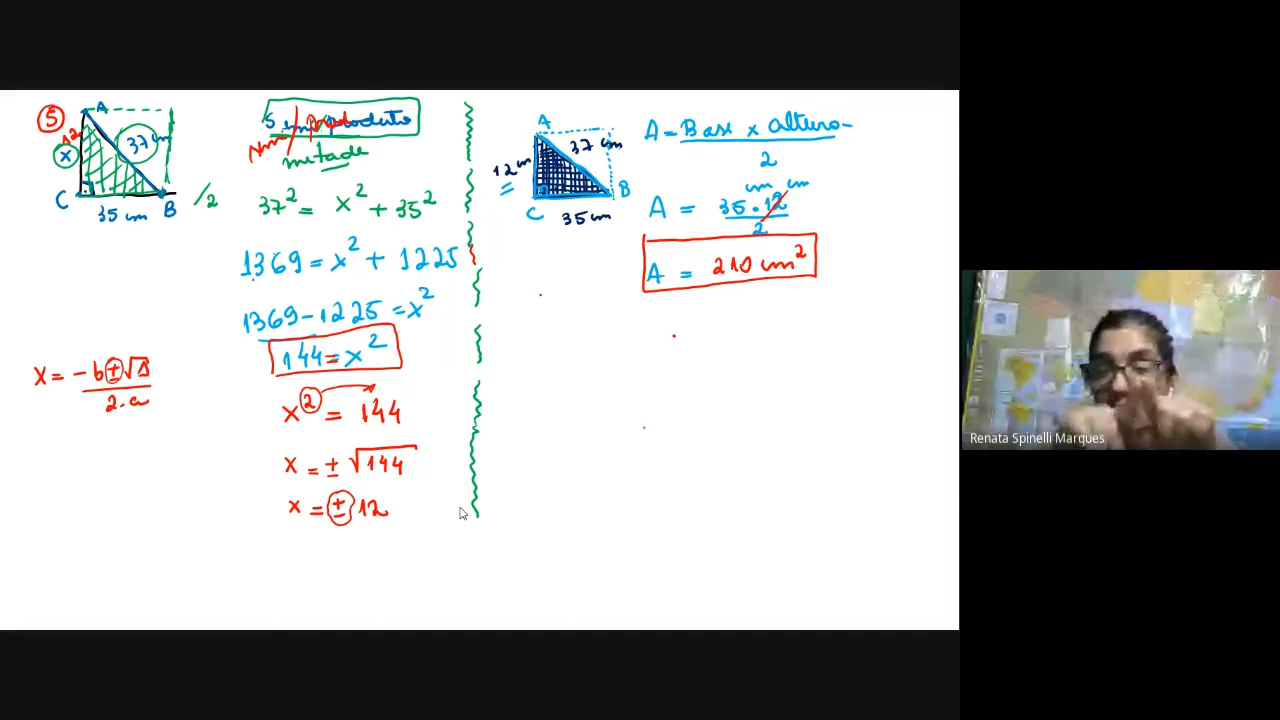 5
A
12
x
37 cm
C
35 cm
B
/2
metade
37² = x² + 35²
1369 = x² + 1225
1369 - 1225 = x²
144 = x²
x² = 144
x = ± √144
x = ± 12
x = - b ± √Δ
2.a
A
12 cm
37 cm
C
B
35 cm
A = Base x altura
2
cm cm
A = 35 . 12
2
A = 210 cm²
Renata Spinelli Marques